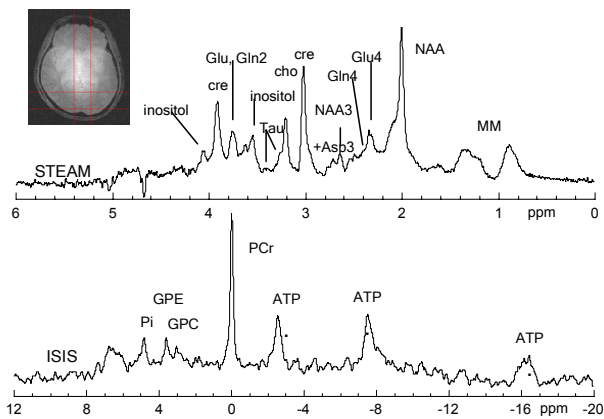 NAA
cre
Glu, Gln2
cho
Glu4
cre
Gln4
inositol
inositol
NAA3
Tau
MM
+Asp3
STEAM
6 5 4 3 2 1 ppm 0
PCr
GPE
ATP
ATP
Pi
GPC
ATP
ISIS
12 8 4 0 -4 -8 -12 -16 ppm -20